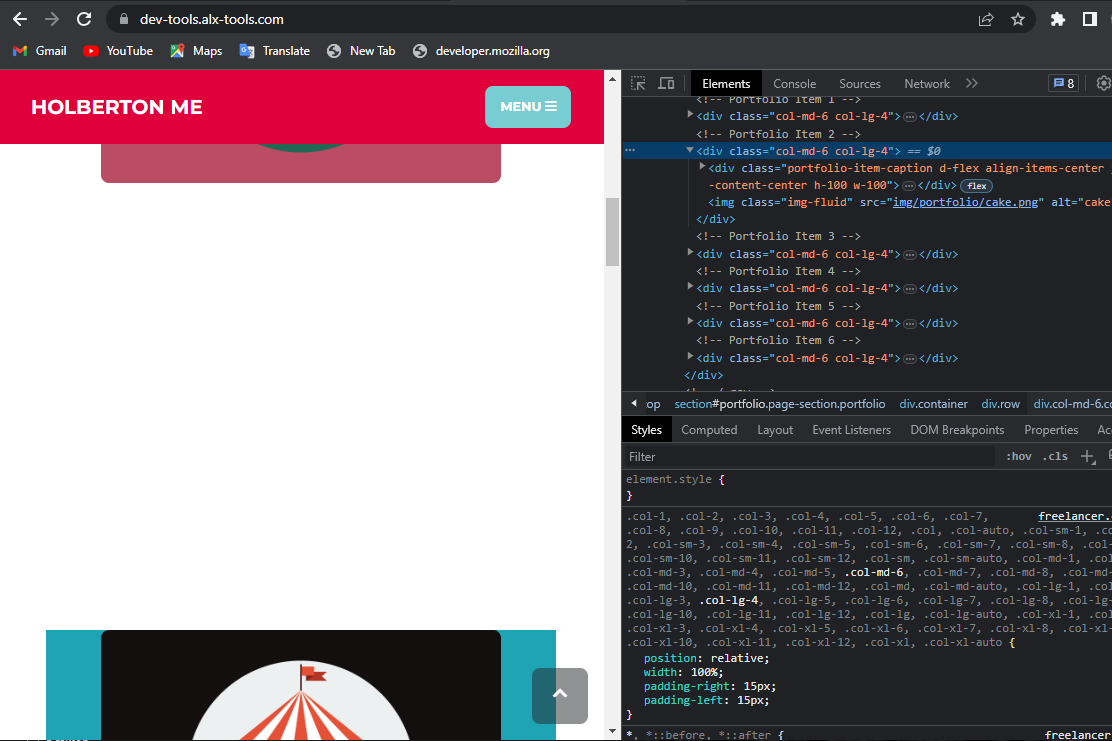 dev-tools.alx-tools.com
Gmail YouTube Maps Translate New Tab developer.mozilla.org
HOLBERTON ME
MENU
Elements Console Sources Network 8
<!-- Portfolio Item 1 -->
<div class="col-md-6 col-lg-4"> … </div>
<!-- Portfolio Item 2 -->
… <div class="col-md-6 col-lg-4"> == $0
<div class="portfolio-item-caption d-flex align-items-center
-content-center h-100 w-100"> … </div> flex
<img class="img-fluid" src="img/portfolio/cake.png" alt="cake
</div>
<!-- Portfolio Item 3 -->
<div class="col-md-6 col-lg-4"> … </div>
<!-- Portfolio Item 4 -->
<div class="col-md-6 col-lg-4"> … </div>
<!-- Portfolio Item 5 -->
<div class="col-md-6 col-lg-4"> … </div>
<!-- Portfolio Item 6 -->
<div class="col-md-6 col-lg-4"> … </div>
</div>
op section#portfolio.page-section.portfolio div.container div.row div.col-md-6.co
Styles Computed Layout Event Listeners DOM Breakpoints Properties Ac
Filter :hov .cls
element.style {
}
.col-1, .col-2, .col-3, .col-4, .col-5, .col-6, .col-7, freelancer.
.col-8, .col-9, .col-10, .col-11, .col-12, .col, .col-auto, .col-sm-1, .co
2, .col-sm-3, .col-sm-4, .col-sm-5, .col-sm-6, .col-sm-7, .col-sm-8, .col-
.col-sm-10, .col-sm-11, .col-sm-12, .col-sm, .col-sm-auto, .col-md-1, .col
.col-md-3, .col-md-4, .col-md-5, .col-md-6, .col-md-7, .col-md-8, .col-md-
.col-md-10, .col-md-11, .col-md-12, .col-md, .col-md-auto, .col-lg-1, .col
.col-lg-3, .col-lg-4, .col-lg-5, .col-lg-6, .col-lg-7, .col-lg-8, .col-lg-
.col-lg-10, .col-lg-11, .col-lg-12, .col-lg, .col-lg-auto, .col-xl-1, .col
.col-xl-3, .col-xl-4, .col-xl-5, .col-xl-6, .col-xl-7, .col-xl-8, .col-xl-
.col-xl-10, .col-xl-11, .col-xl-12, .col-xl, .col-xl-auto {
position: relative;
width: 100%;
padding-right: 15px;
padding-left: 15px;
}
*, *::before, *::after { freelancer